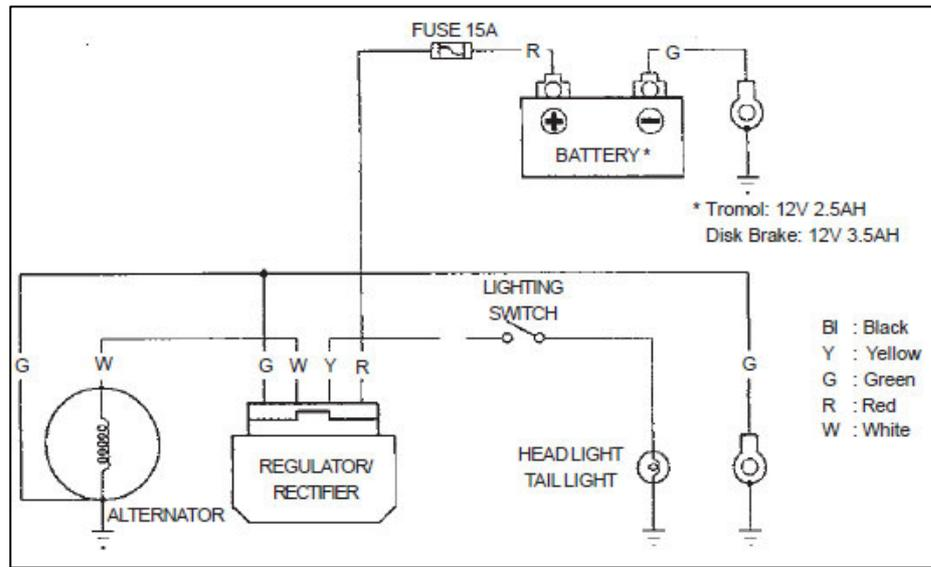 FUSE 15A
R
G
BATTERY *
* Tromol: 12V 2.5AH
Disk Brake: 12V 3.5AH
LIGHTING
SWITCH
G
W
G
W
Y
R
G
Bl : Black
Y : Yellow
G : Green
R : Red
W : White
REGULATOR/
RECTIFIER
HEAD LIGHT
TAIL LIGHT
ALTERNATOR